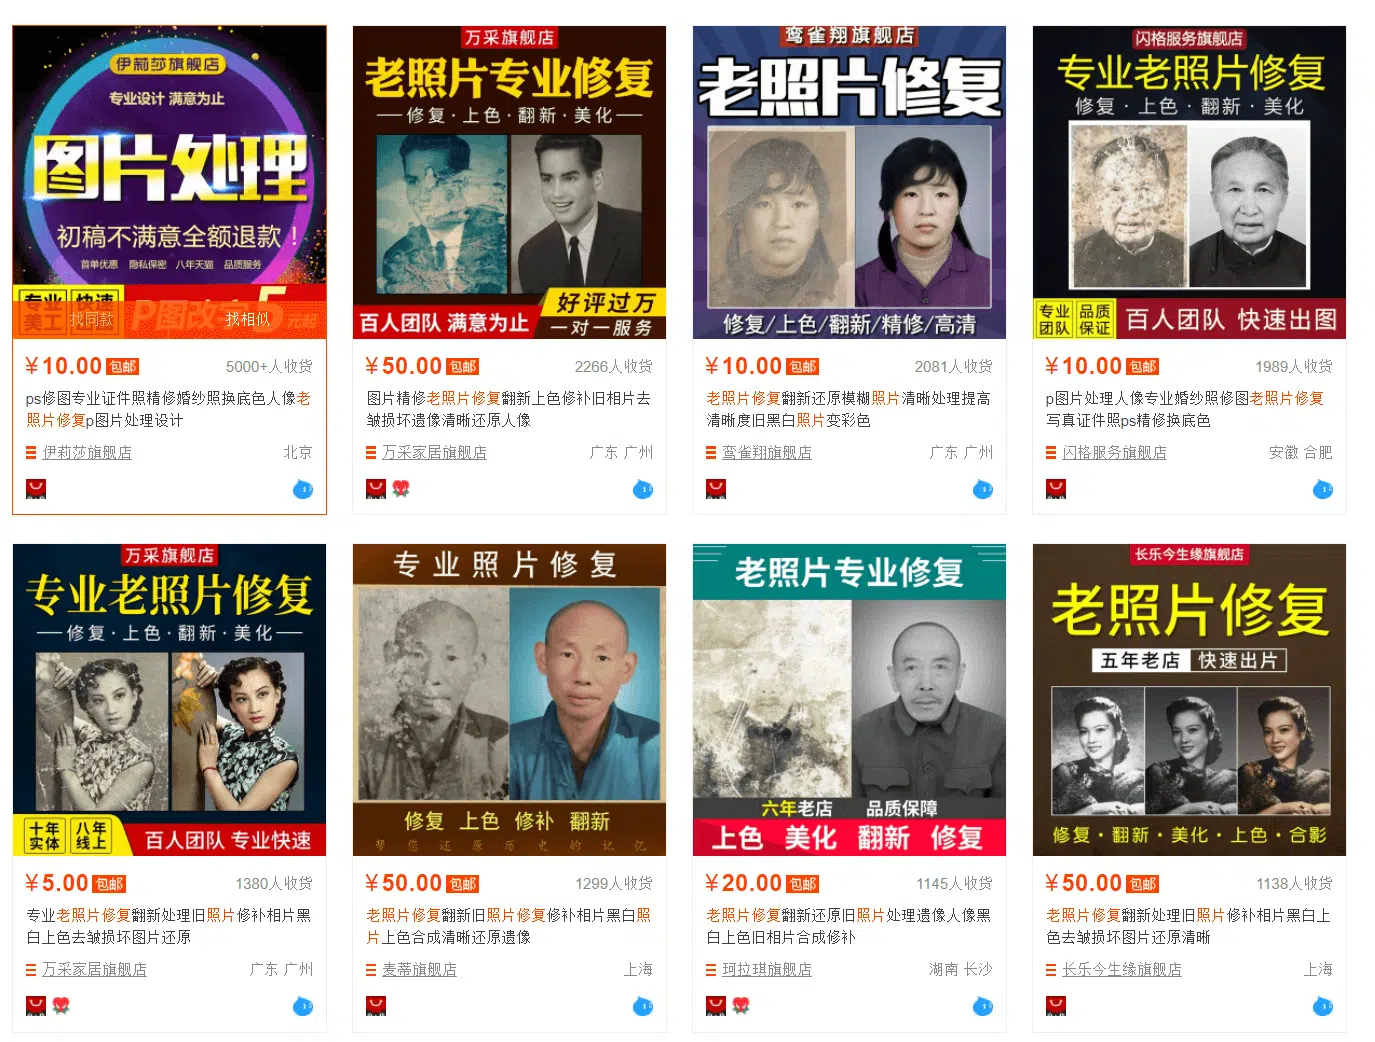 伊莉莎旗舰店
专业设计 满意为止
图片处理
初稿不满意全额退款！
首单优惠 隐私保密 八年天猫 品质服务
专业 快速
美工
找同款 找相似
P图改字5元起
¥10.00 包邮 5000+人收货
ps修图专业证件照精修婚纱照换底色人像老
照片修复p图片处理设计
伊莉莎旗舰店 北京
万采旗舰店
老照片专业修复
修复·上色·翻新·美化
好评过万
百人团队 满意为止 一对一服务
¥50.00 包邮 2266人收货
图片精修老照片修复翻新上色修补旧相片去
皱损坏遗像清晰还原人像
万采家居旗舰店 广东 广州
鸾雀翔旗舰店
老照片修复
修复/上色/翻新/精修/高清
¥10.00 包邮 2081人收货
老照片修复翻新还原模糊照片清晰处理提高
清晰度旧黑白照片变彩色
鸾雀翔旗舰店 广东 广州
闪格服务旗舰店
专业老照片修复
修复·上色·翻新·美化
专业 品质
团队 保证
百人团队 快速出图
¥10.00 包邮 1989人收货
p图片处理人像专业婚纱照修图老照片修复
写真证件照ps精修换底色
闪格服务旗舰店 安徽 合肥
万采旗舰店
专业老照片修复
修复·上色·翻新·美化
十年 八年
实体 线上
百人团队 专业快速
¥5.00 包邮 1380人收货
专业老照片修复翻新处理旧照片修补相片黑
白上色去皱损坏图片还原
万采家居旗舰店 广东 广州
专业照片修复
修复 上色 修补 翻新
帮您还原历史的记忆
¥50.00 包邮 1299人收货
老照片修复翻新旧照片修复修补相片黑白照
片上色合成清晰还原遗像
麦蒂旗舰店 上海
老照片专业修复
六年老店 品质保障
上色 美化 翻新 修复
¥20.00 包邮 1145人收货
老照片修复翻新还原旧照片处理遗像人像黑
白上色旧相片合成修补
珂拉琪旗舰店 湖南 长沙
长乐今生缘旗舰店
老照片修复
五年老店 快速出片
修复·翻新·美化·上色·合影
¥50.00 包邮 1138人收货
老照片修复翻新处理旧照片修补相片黑白上
色去皱损坏图片还原清晰
长乐今生缘旗舰店 上海